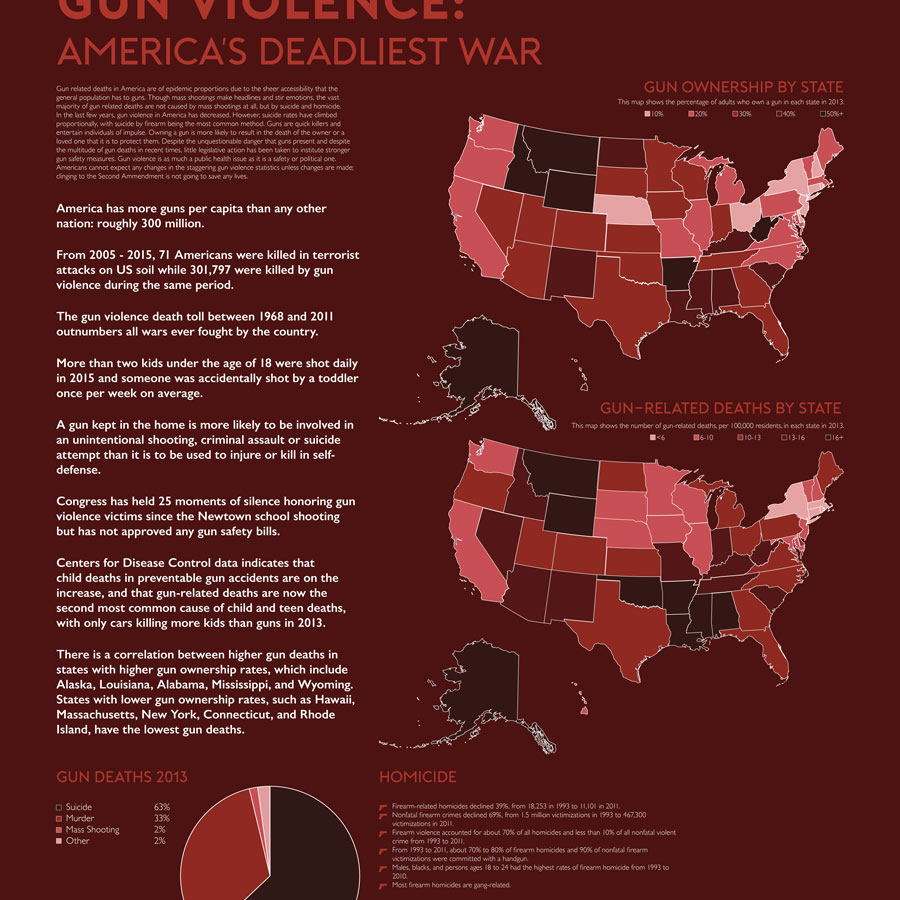 GUN VIOLENCE:
AMERICA'S DEADLIEST WAR
Gun related deaths in America are of epidemic proportions due to the sheer accessibility that the
general population has to guns. Though mass shootings make headlines and stir emotions, the vast
majority of gun related deaths are not caused by mass shootings at all, but by suicide and homicide.
In the last few years, gun violence in America has decreased. However, suicide rates have climbed
proportionally, with suicide by firearm being the most common method. Guns are quick killers and
entertain individuals of impulse. Owning a gun is more likely to result in the death of the owner or a
loved one that it is to protect them. Despite the unquestionable danger that guns present and despite
the multitude of gun deaths in recent times, little legislative action has been taken to institute stronger
gun safety measures. Gun violence is as much a public health issue as it is a safety or political one.
Americans cannot expect any changes in the staggering gun violence statistics unless changes are made;
clinging to the Second Ammendment is not going to save any lives.
America has more guns per capita than any other
nation: roughly 300 million.
From 2005 - 2015, 71 Americans were killed in terrorist
attacks on US soil while 301,797 were killed by gun
violence during the same period.
The gun violence death toll between 1968 and 2011
outnumbers all wars ever fought by the country.
More than two kids under the age of 18 were shot daily
in 2015 and someone was accidentally shot by a toddler
once per week on average.
A gun kept in the home is more likely to be involved in
an unintentional shooting, criminal assault or suicide
attempt than it is to be used to injure or kill in self-
defense.
Congress has held 25 moments of silence honoring gun
violence victims since the Newtown school shooting
but has not approved any gun safety bills.
Centers for Disease Control data indicates that
child deaths in preventable gun accidents are on the
increase, and that gun-related deaths are now the
second most common cause of child and teen deaths,
with only cars killing more kids than guns in 2013.
There is a correlation between higher gun deaths in
states with higher gun ownership rates, which include
Alaska, Louisiana, Alabama, Mississippi, and Wyoming.
States with lower gun ownership rates, such as Hawaii,
Massachusetts, New York, Connecticut, and Rhode
Island, have the lowest gun deaths.
GUN OWNERSHIP BY STATE
This map shows the percentage of adults who own a gun in each state in 2013.
10% 20% 30% 40% 50%+
GUN-RELATED DEATHS BY STATE
This map shows the number of gun-related deaths, per 100,000 residents, in each state in 2013.
<6 6-10 10-13 13-16 16+
GUN DEATHS 2013
Suicide 63%
Murder 33%
Mass Shooting 2%
Other 2%
HOMICIDE
Firearm-related homicides declined 39%, from 18,253 in 1993 to 11,101 in 2011.
Nonfatal firearm crimes declined 69%, from 1.5 million victimizations in 1993 to 467,300
victimizations in 2011.
Firearm violence accounted for about 70% of all homicides and less than 10% of all nonfatal violent
crime from 1993 to 2011.
From 1993 to 2011, about 70% to 80% of firearm homicides and 90% of nonfatal firearm
victimizations were committed with a handgun.
Males, blacks, and persons ages 18 to 24 had the highest rates of firearm homicide from 1993 to
2010.
Most firearm homicides are gang-related.